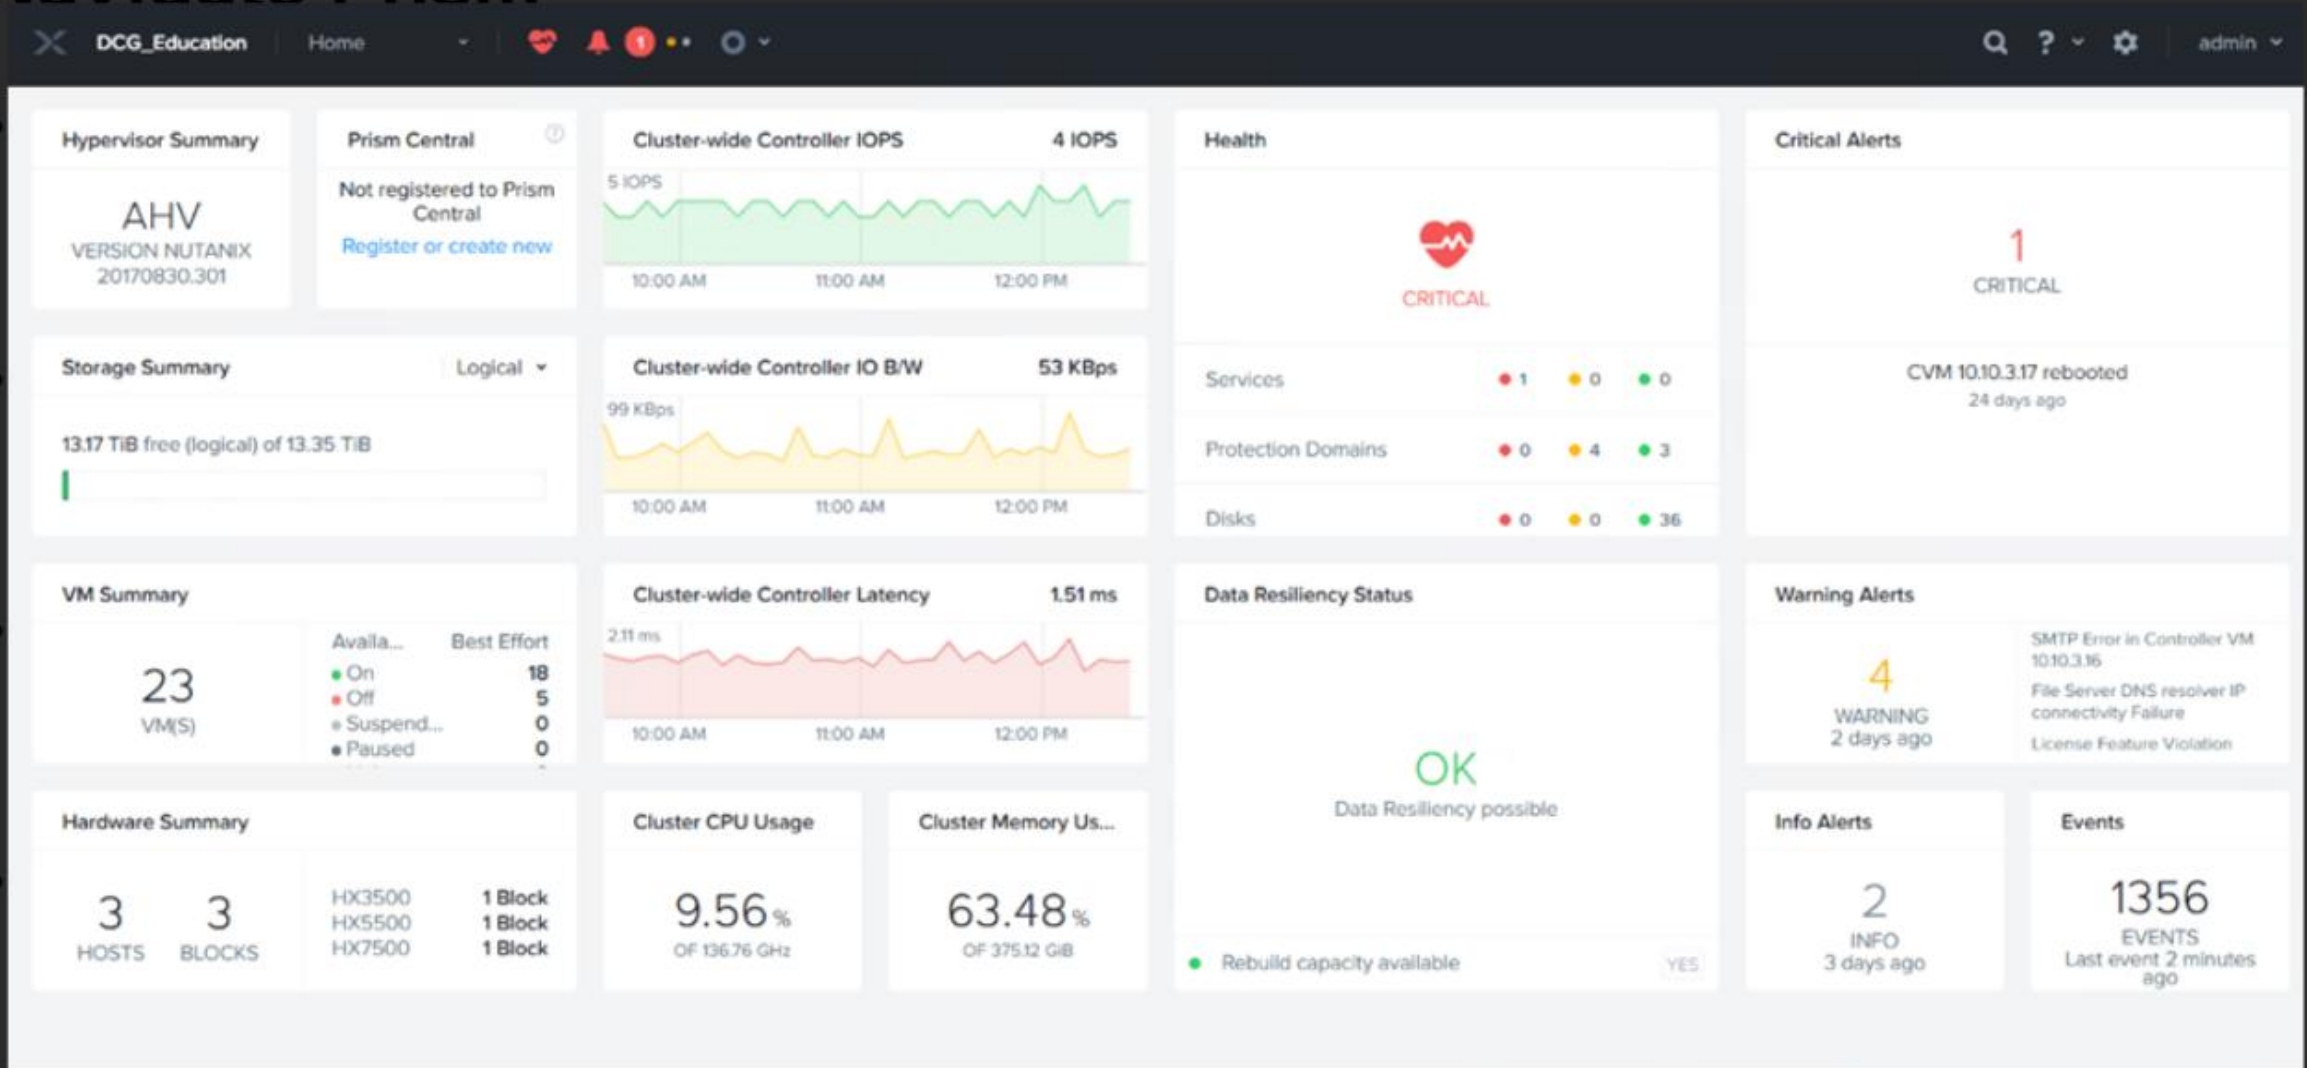 DCG_Education
Home
1
?
admin
Hypervisor Summary
AHV
VERSION NUTANIX
20170830.301
Prism Central
?
Not registered to Prism
Central
Register or create new
Cluster-wide Controller IOPS
4 IOPS
5 IOPS
10:00 AM
11:00 AM
12:00 PM
Health
CRITICAL
Services
1
0
0
Protection Domains
0
4
3
Disks
0
0
36
Critical Alerts
1
CRITICAL
CVM 10.10.3.17 rebooted
24 days ago
Storage Summary
Logical
13.17 TiB free (logical) of 13.35 TiB
Cluster-wide Controller IO B/W
53 KBps
99 KBps
10:00 AM
11:00 AM
12:00 PM
VM Summary
23
VM(S)
Availa...
Best Effort
On
18
Off
5
Suspend...
0
Paused
0
Cluster-wide Controller Latency
1.51 ms
2.11 ms
10:00 AM
11:00 AM
12:00 PM
Data Resiliency Status
OK
Data Resiliency possible
Rebuild capacity available
YES
Warning Alerts
4
WARNING
2 days ago
SMTP Error in Controller VM
10.10.3.16
File Server DNS resolver IP
connectivity Failure
License Feature Violation
Hardware Summary
3
HOSTS
3
BLOCKS
HX3500
1 Block
HX5500
1 Block
HX7500
1 Block
Cluster CPU Usage
9.56 %
OF 136.76 GHz
Cluster Memory Us...
63.48 %
OF 375.12 GiB
Info Alerts
2
INFO
3 days ago
Events
1356
EVENTS
Last event 2 minutes
ago